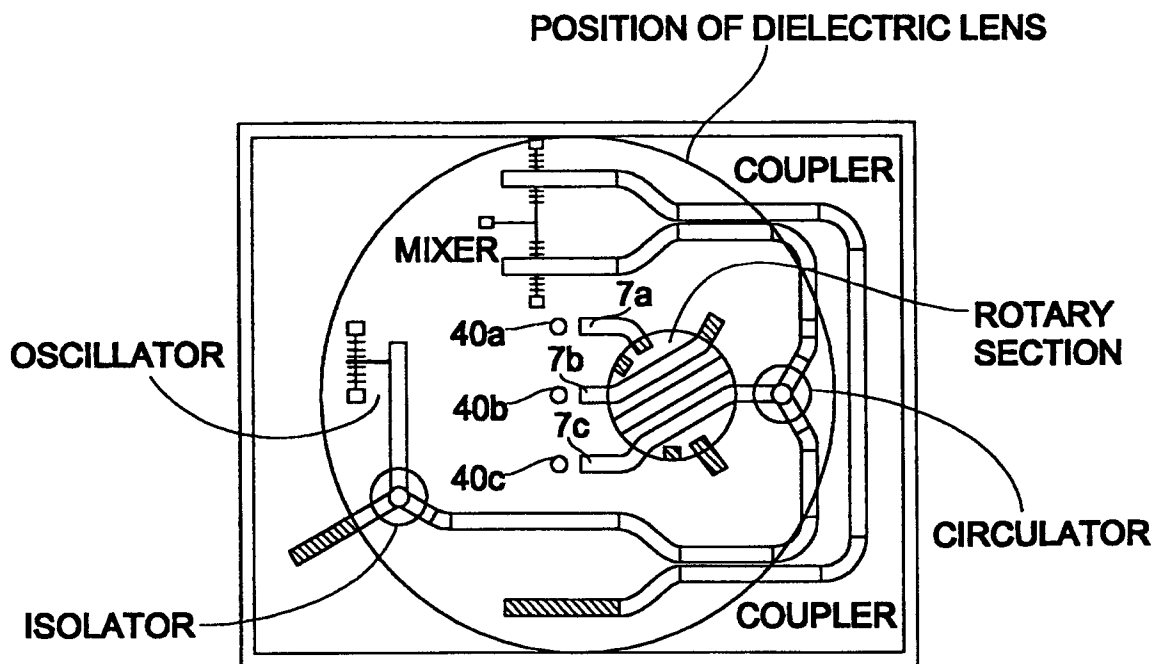 POSITION OF DIELECTRIC LENS
COUPLER
MIXER
7a
40a
ROTARY
SECTION
OSCILLATOR
7b
40b
7c
40c
CIRCULATOR
ISOLATOR
COUPLER